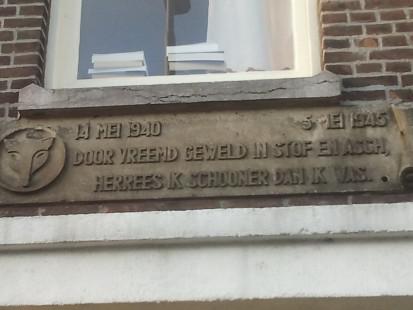 14 MEI 1940 5 MEI 1945
DOOR VREEMD GEWELD IN STOF EN ASCH,
HERREES IK SCHOONER DAN IK WAS.